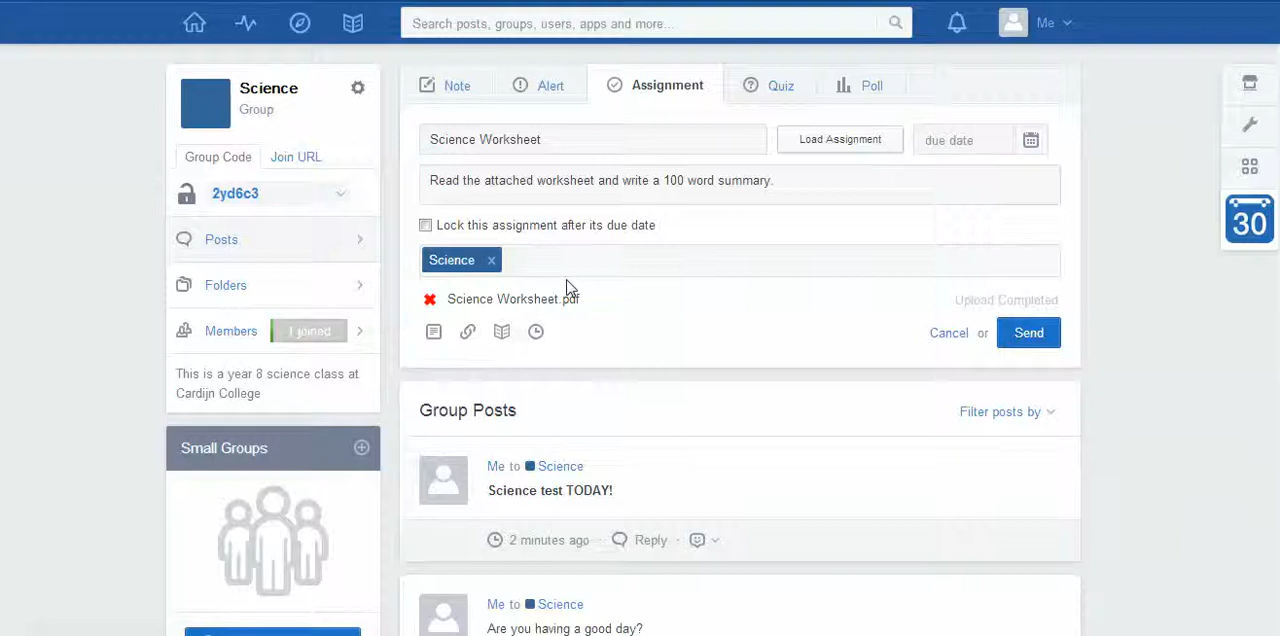 Search posts, groups, users, apps and more...
Me
Science
Group
Group Code
Join URL
2yd6c3
Posts
Folders
Members
1 joined
This is a year 8 science class at
Cardijn College
Small Groups
Note
Alert
Assignment
Quiz
Poll
Science Worksheet
Load Assignment
due date
Read the attached worksheet and write a 100 word summary.
Lock this assignment after its due date
Science x
Science Worksheet.pdf
Upload Completed
Cancel or Send
Group Posts
Filter posts by
Me to Science
Science test TODAY!
2 minutes ago · Reply ·
Me to Science
Are you having a good day?
30